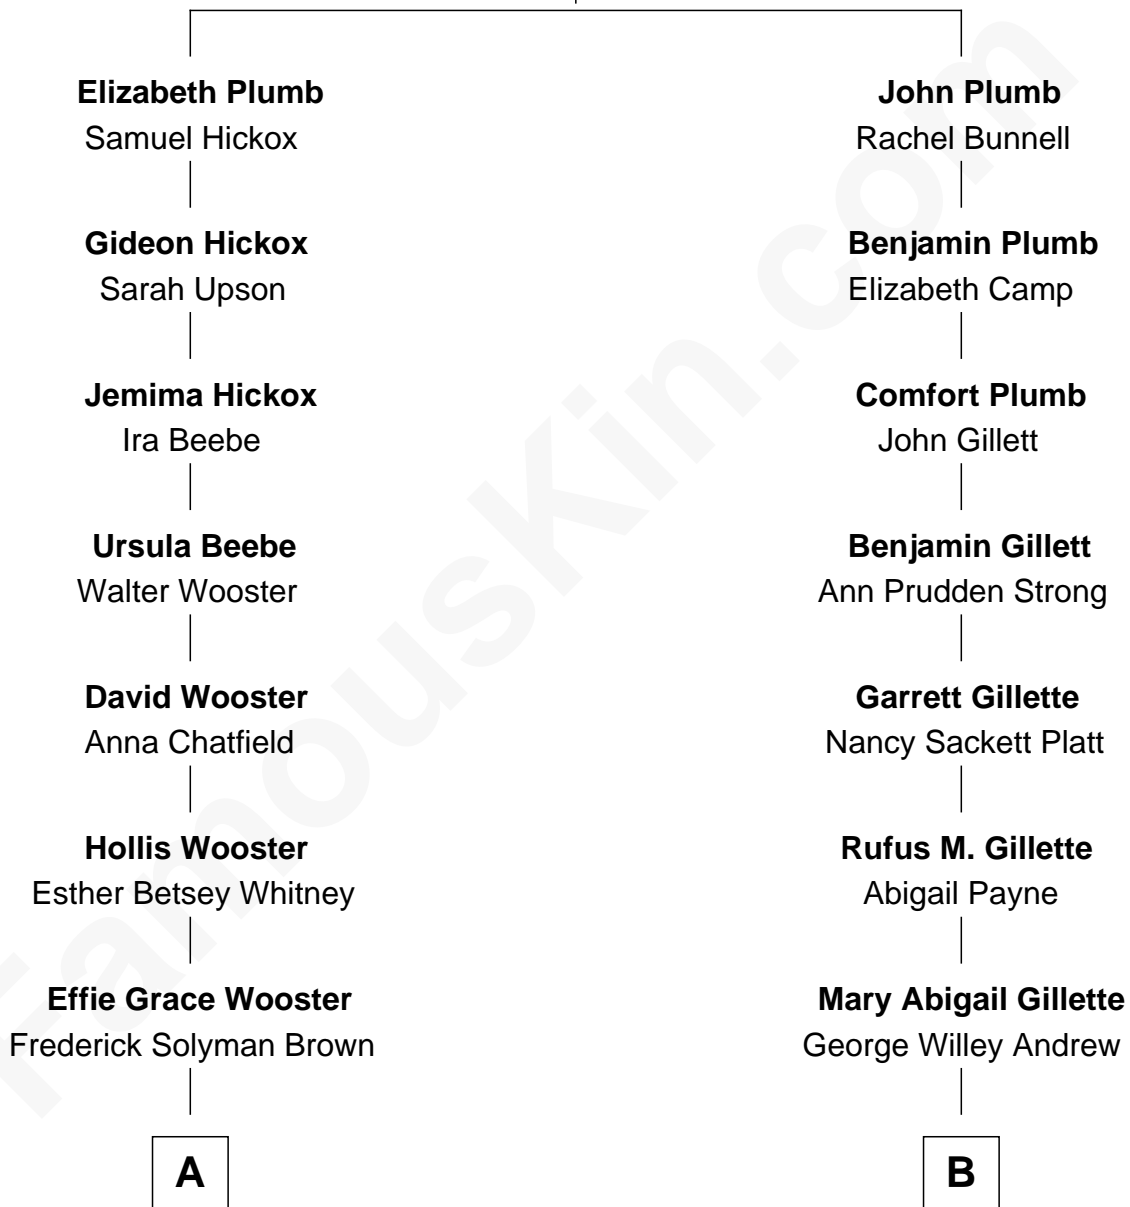 Elizabeth Plumb
Samuel Hickox
Gideon Hickox
Sarah Upson
Jemima Hickox
Ira Beebe
Ursula Beebe
Walter Wooster
David Wooster
Anna Chatfield
Hollis Wooster
Esther Betsey Whitney
Effie Grace Wooster
Frederick Solyman Brown
A
John Plumb
Rachel Bunnell
Benjamin Plumb
Elizabeth Camp
Comfort Plumb
John Gillett
Benjamin Gillett
Ann Prudden Strong
Garrett Gillette
Nancy Sackett Platt
Rufus M. Gillette
Abigail Payne
Mary Abigail Gillette
George Willey Andrew
B
FamousKin.com